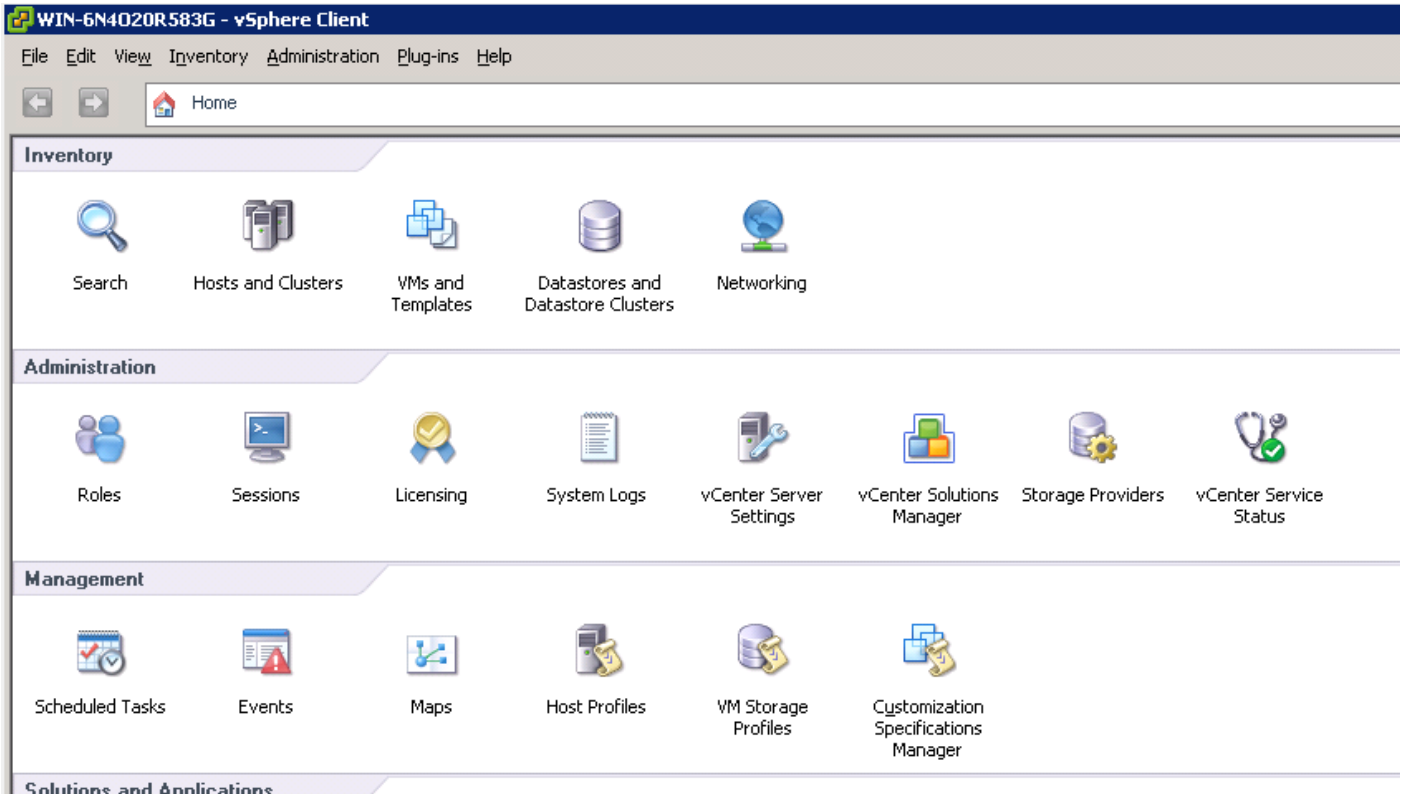 WIN-6N4O20R583G - vSphere Client
File Edit View Inventory Administration Plug-ins Help
Home
Inventory
Search Hosts and Clusters VMs and Templates Datastores and Datastore Clusters Networking
Administration
Roles Sessions Licensing System Logs vCenter Server Settings vCenter Solutions Manager Storage Providers vCenter Service Status
Management
Scheduled Tasks Events Maps Host Profiles VM Storage Profiles Customization Specifications Manager
Solutions and Applications